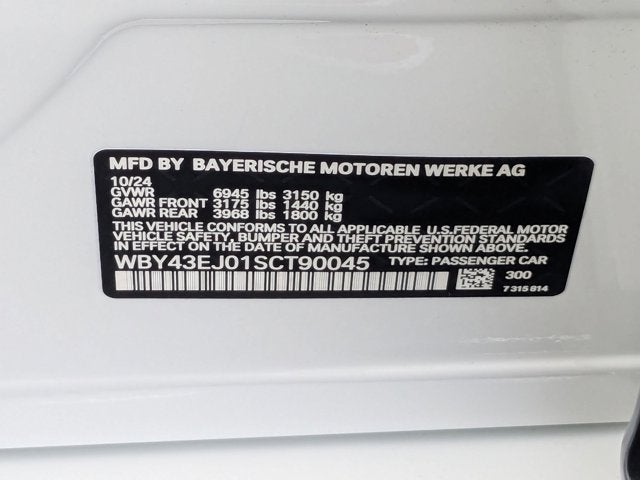 MFD BY BAYERISCHE MOTOREN WERKE AG
10/24
GVWR 6945 lbs 3150 kg
GAWR FRONT 3175 lbs 1440 kg
GAWR REAR 3968 lbs 1800 kg
THIS VEHICLE CONFORMS TO ALL APPLICABLE U.S.FEDERAL MOTOR
VEHICLE SAFETY, BUMPER, AND THEFT PREVENTION STANDARDS
IN EFFECT ON THE DATE OF MANUFACTURE SHOWN ABOVE.
WBY43EJ01SCT90045 TYPE: PASSENGER CAR
300
7 315 814